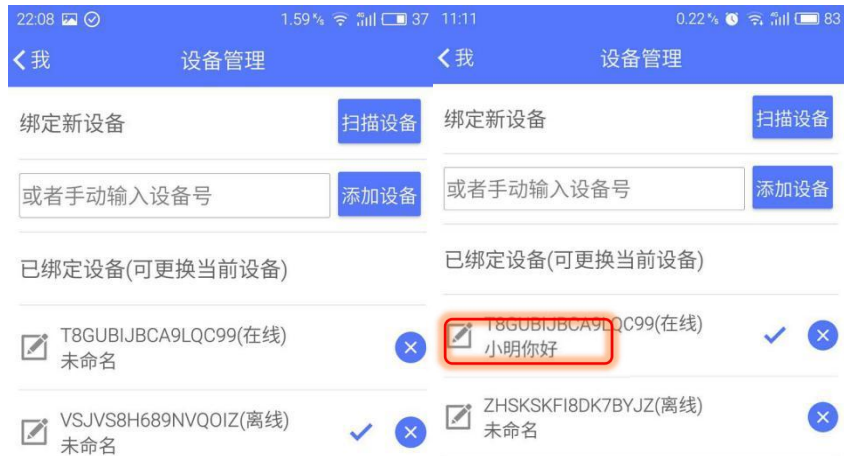 22:08 1.59 ⁠K/s 37
我 设备管理
绑定新设备 扫描设备
或者手动输入设备号 添加设备
已绑定设备(可更换当前设备)
T8GUBIJBCA9LQC99(在线)
未命名
VSJVS8H689NVQOIZ(离线)
未命名
11:11 0.22 K/s 83
我 设备管理
绑定新设备 扫描设备
或者手动输入设备号 添加设备
已绑定设备(可更换当前设备)
T8GUBIJBCA9LQC99(在线)
小明你好
ZHSKSKFI8DK7BYJZ(离线)
未命名